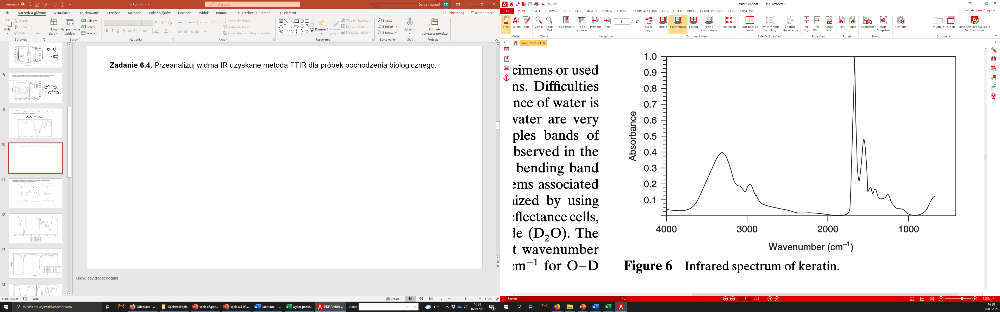 Autozapis
spek_c6.pptx
Wyszukaj
Durka Krzysztof
DK
Plik
Narzędzia główne
Wstawianie
Projektowanie
Przejścia
Animacje
Pokaz slajdów
Recenzja
Widok
Pomoc
PDF Architect 7 Creator
PDFelement
Udostępnij
Komentarze
Wklej
Wytnij
Kopiuj
Malarz formatów
Schowek
Nowy slajd
Użyj ponownie slajdów
Układ
Resetuj
Sekcja
Slajdy
18
Czcionka
Kierunek tekstu
Wyrównaj tekst
Konwertuj na grafikę SmartArt
Akapit
Rozmieść
Szybkie style
Wypełn. kształtu
Kontury kształtu
Efekty kształtów
Rysowanie
Znajdź
Zamień
Zaznacz
Edytowanie
Dyktafon
Głos
Pomysły dotyczące projektu
Projektant
8
9
10
11
12
13
14
Zadanie 6.4. Przeanalizuj widma IR uzyskane metodą FTIR dla próbek pochodzenia biologicznego.
Kliknij, aby dodać notatki
Slajd 10 z 25
Polski
Notatki
119%
stuart2012.pdf - PDF Architect 7
Create Account / Sign In
FILE
VIEW
CREATE
CONVERT
EDIT
PAGE
INSERT
REVIEW
FORMS
SECURE AND SIGN
OCR
E-SIGN
PRODUCTS AND PRICING
HELP
CUSTOM
View
Select
Edit
Modes
Zoom In
Zoom Out
Zoom
Bookmarks
Page Preview
Previous
Next
8 / 17
Go to Page
Navigation
Single
Continuous
Facing
Facing Continuous
Fullscreen
Document View
Side By Side View
Synchronous Scrolling
Change Documents
Side By Side View
Fit Page
Fit Width
Actual Size
Page View
Left
Right
Rotate
Snapshot
Page Snapshot
Tools
Options
Multiple
Single
New Features Available. Get them now!
Documents
stuart2012.pdf
cimens or used
ns. Difficulties
nce of water is
water are very
ples bands of
bserved in the
bending band
ems associated
ized by using
eflectance cells,
de (D2O). The
t wavenumber
cm−1 for O–D
Absorbance
1.0
0.9
0.8
0.7
0.6
0.5
0.4
0.3
0.2
0.1
4000
3000
2000
1000
Wavenumber (cm−1)
Figure 6 Infrared spectrum of keratin.
Search
8 / 17
395%
Wpisz tu wyszukiwane słowa
Odebrane - ...
Spektroskopia
spek_c6.ppt...
spek_w3_k2....
Labit.doc - ...
wykaz podst...
PDF Archite...
Adres
15°C
16:38
16.09.2021
3
16:38
16.09.2021